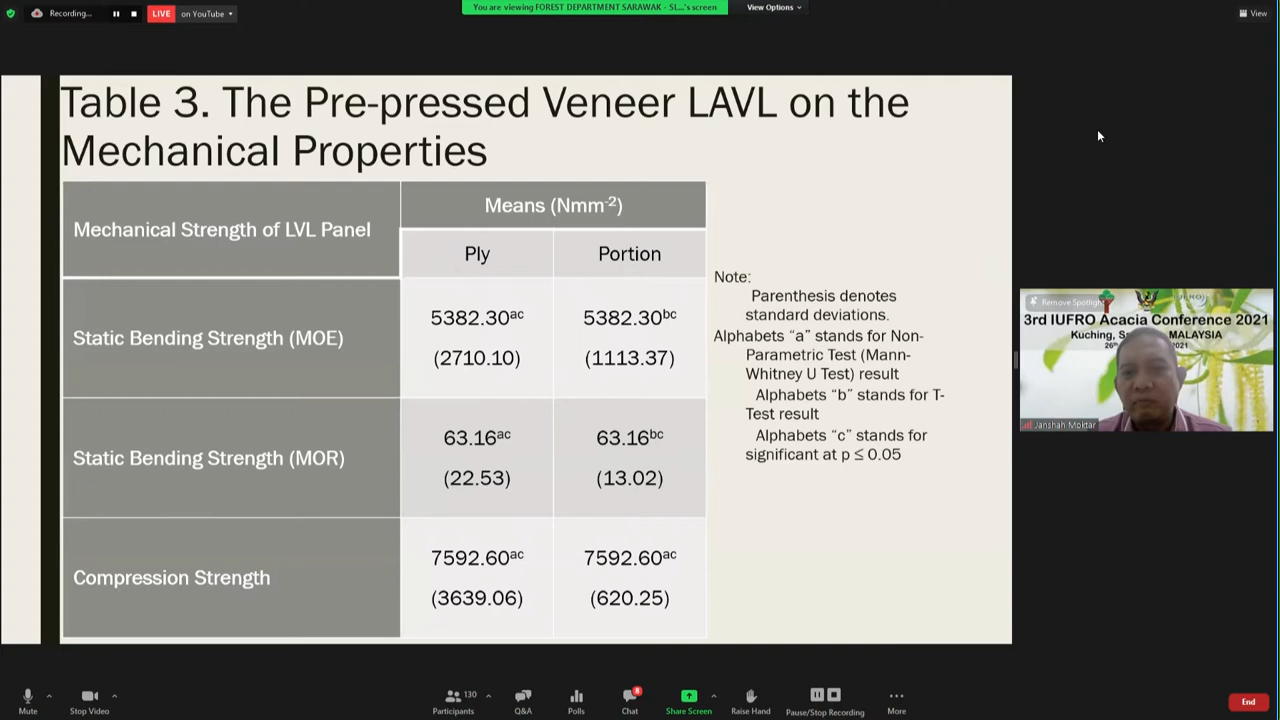 Recording...
LIVE on YouTube
You are viewing FOREST DEPARTMENT SARAWAK - SL...'s screen
View Options
View
Table 3. The Pre-pressed Veneer LAVL on the
Mechanical Properties
Mechanical Strength of LVL Panel
Means (Nmm-2)
Ply
Portion
Static Bending Strength (MOE)
5382.30ac
5382.30bc
(2710.10)
(1113.37)
Static Bending Strength (MOR)
63.16ac
63.16bc
(22.53)
(13.02)
Compression Strength
7592.60ac
7592.60ac
(3639.06)
(620.25)
Note:
Parenthesis denotes
standard deviations.
Alphabets “a” stands for Non-
Parametric Test (Mann-
Whitney U Test) result
Alphabets “b” stands for T-
Test result
Alphabets “c” stands for
significant at p ≤ 0.05
Remove Spotlight
3rd IUFRO Acacia Conference 2021
Kuching, MALAYSIA
2021
Janshah Moktar
Mute
Stop Video
130
Participants
Q&A
Polls
8
Chat
Share Screen
Raise Hand
Pause/Stop Recording
More
End